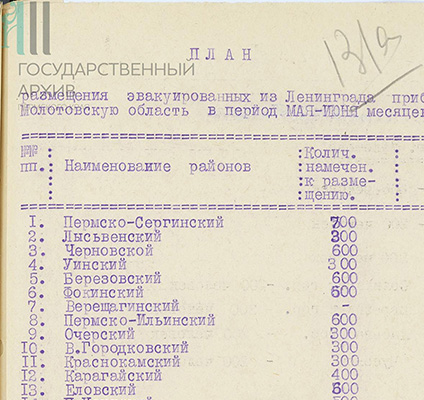 ГОСУДАРСТВЕННЫЙ
АРХИВ
13/а
П Л А Н
размещения эвакуированных из Ленинграда
Молотовскую область в период МАЯ-ИЮНЯ
№№ пп. : Наименование районов : Колич. намечен. к разме- щению. :
1. Пермско-Сергинский
2. Лысьвенский 300
3. Черновской 600
4. Уинский 300
5. Березовский 600
6. Фокинский 600
7. Верещагинский -
8. Пермско-Ильинский 600
9. Очерский 300
10. В.Городковский 300
11. Краснокамский 300
12. Карагайский 400
13. Еловский 600